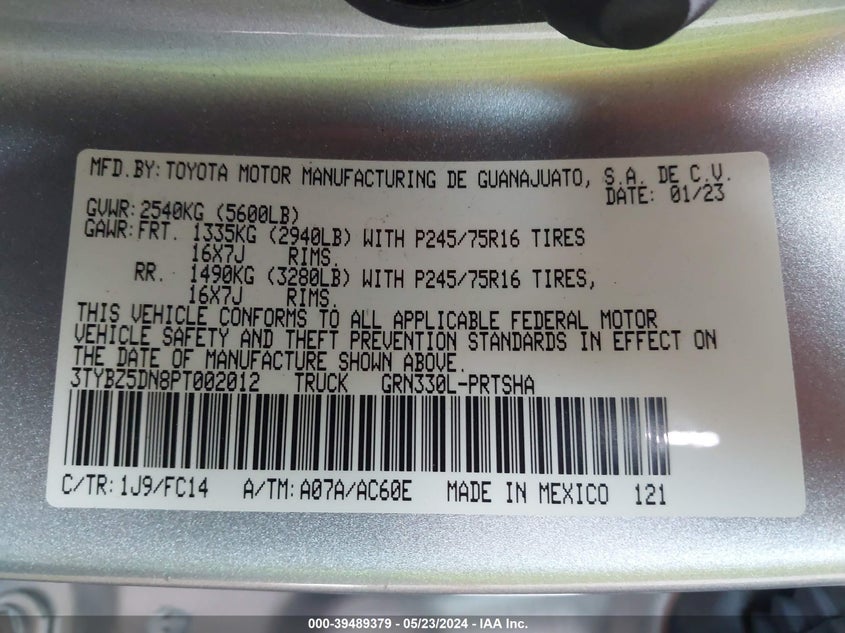 MFD.BY: TOYOTA MOTOR MANUFACTURING DE GUANAJUATO, S.A. DE C.V.
DATE: 01/23
GVWR: 2540KG (5600LB)
GAWR: FRT. 1335KG (2940LB) WITH P245/75R16 TIRES
16X7J RIMS.
RR. 1490KG (3280LB) WITH P245/75R16 TIRES,
16X7J RIMS.
THIS VEHICLE CONFORMS TO ALL APPLICABLE FEDERAL MOTOR
VEHICLE SAFETY AND THEFT PREVENTION STANDARDS IN EFFECT ON
THE DATE OF MANUFACTURE SHOWN ABOVE.
3TYBZ5DN8PT002012 TRUCK GRN330L-PRTSHA
C/TR: 1J9/FC14 A/TM: A07A/AC60E MADE IN MEXICO 121
000-39489379 - 05/23/2024 - IAA Inc.